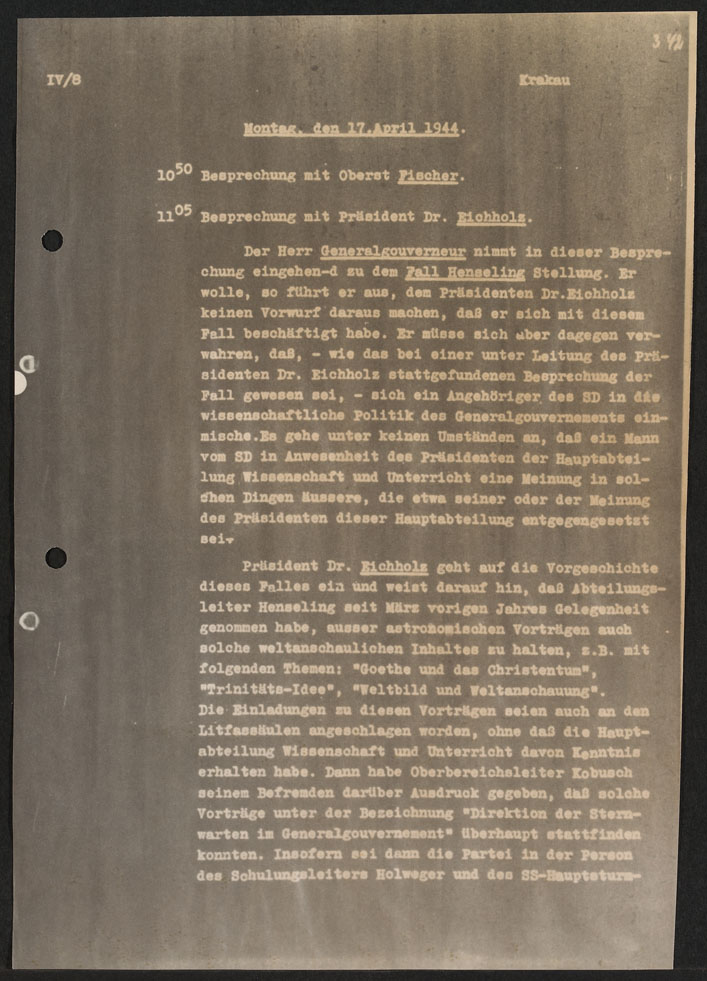 342
IV/8 Krakau
Montag, den 17.April 1944.
10⁵⁰ Besprechung mit Oberst Fischer.
11⁰⁵ Besprechung mit Präsident Dr. Eichholz.
Der Herr Generalgouverneur nimmt in dieser Bespre-
chung eingehen-d zu dem Fall Henseling Stellung. Er
wolle, so führt er aus, dem Präsidenten Dr.Eichholz
keinen Vorwurf daraus machen, daß er sich mit diesem
Fall beschäftigt habe. Er müsse sich aber dagegen ver-
wahren, daß, - wie das bei einer unter Leitung des Prä-
sidenten Dr. Eichholz stattgefundenen Besprechung der
Fall gewesen sei, - sich ein Angehöriger des SD in die
wissenschaftliche Politik des Generalgouvernements ein-
mische.Es gehe unter keinen Umständen an, daß ein Mann
vom SD in Anwesenheit des Präsidenten der Hauptabtei-
lung Wissenschaft und Unterricht eine Meinung in sol-
chen Dingen äussere, die etwa seiner oder der Meinung
des Präsidenten dieser Hauptabteilung entgegengesetzt
sei.
Präsident Dr. Eichholz geht auf die Vorgeschichte
dieses Falles ein und weist darauf hin, daß Abteilungs-
leiter Henseling seit März vorigen Jahres Gelegenheit
genommen habe, ausser astronomischen Vorträgen auch
solche weltanschaulichen Inhaltes zu halten, z.B. mit
folgenden Themen: "Goethe und das Christentum",
"Trinitäts-Idee", "Weltbild und Weltanschauung".
Die Einladungen zu diesen Vorträgen seien auch an den
Litfassäulen angeschlagen worden, ohne daß die Haupt-
abteilung Wissenschaft und Unterricht davon Kenntnis
erhalten habe. Dann habe Oberbereichsleiter Kobusch
seinem Befremden darüber Ausdruck gegeben, daß solche
Vorträge unter der Bezeichnung "Direktion der Stern-
warten im Generalgouvernement" überhaupt stattfinden
konnten. Insofern sei dann die Partei in der Person
des Schulungsleiters Holweger und des SS-Hauptsturm-